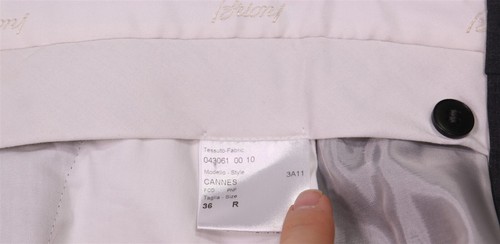 Tessuto-Fabric
043061 00 10
Modello - Style
CANNES 3A11
Taglia - Size
36 R